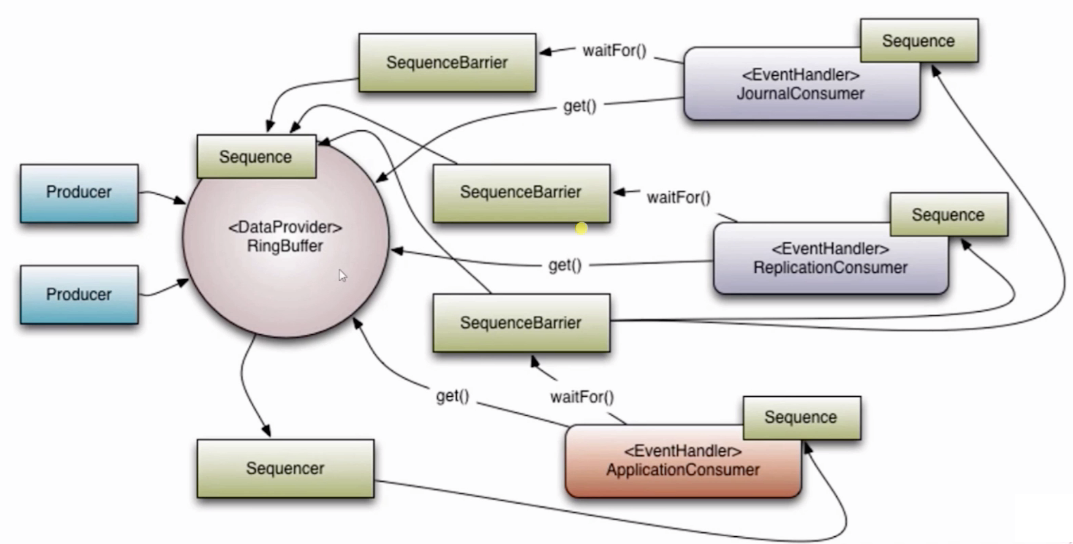 Sequence
SequenceBarrier
waitFor()
<EventHandler>
JournalConsumer
get()
Sequence
Producer
SequenceBarrier
waitFor()
Sequence
<DataProvider>
RingBuffer
<EventHandler>
ReplicationConsumer
get()
Producer
SequenceBarrier
get()
waitFor()
Sequence
<EventHandler>
ApplicationConsumer
Sequencer